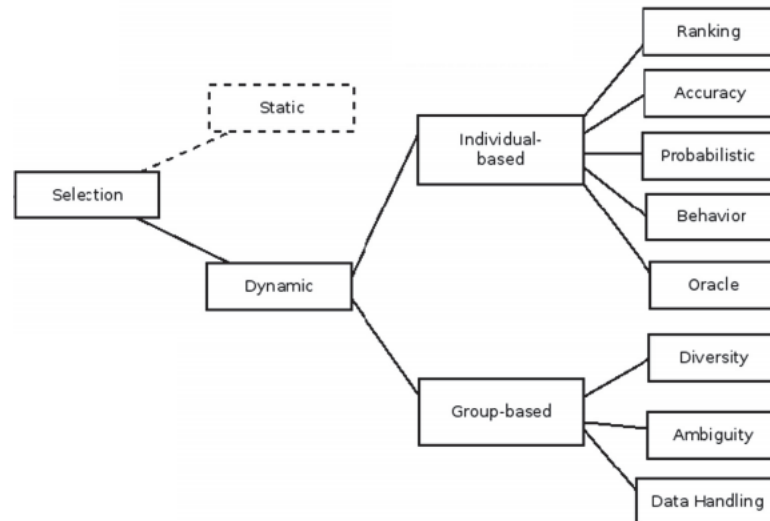 Ranking
Static
Accuracy
Individual-
based
Probabilistic
Selection
Behavior
Dynamic
Oracle
Diversity
Group-based
Ambiguity
Data Handling